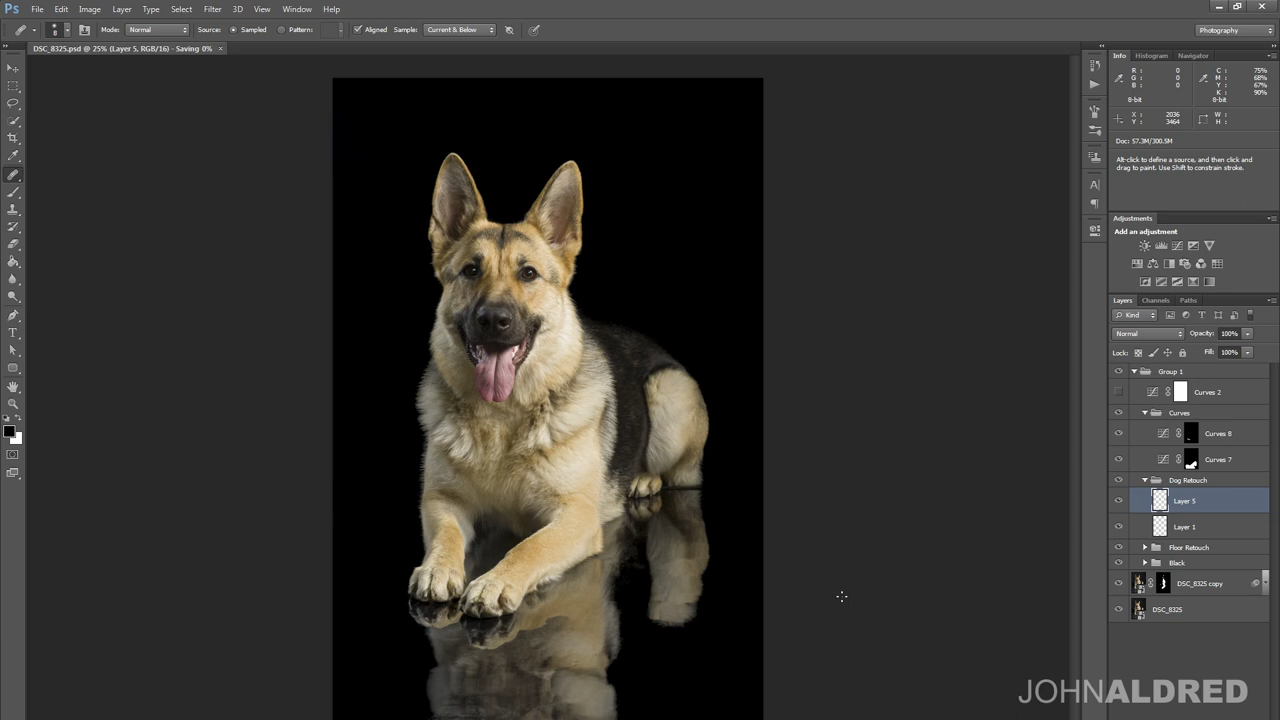 Ps File Edit Image Layer Type Select Filter 3D View Window Help
Mode: Normal Source: Sampled Pattern: Aligned Sample: Current & Below Photography
DSC_8325.psd @ 25% (Layer 5, RGB/16) - Saving 0% ×
Info Histogram Navigator
R : 0 C : 75%
G : 0 M : 68%
B : 0 Y : 67%
K : 90%
8-bit 8-bit
X : 2036 W :
Y : 3464 H :
Doc: 57.3M/300.5M
Alt-click to define a source, and then click and
drag to paint. Use Shift to constrain stroke.
Adjustments
Add an adjustment
Layers Channels Paths
Kind
Normal Opacity: 100%
Lock: Fill: 100%
Group 1
Curves 2
Curves
Curves 8
Curves 7
Dog Retouch
Layer 5
Layer 1
Floor Retouch
Black
DSC_8325 copy
DSC_8325
JOHNALDRED